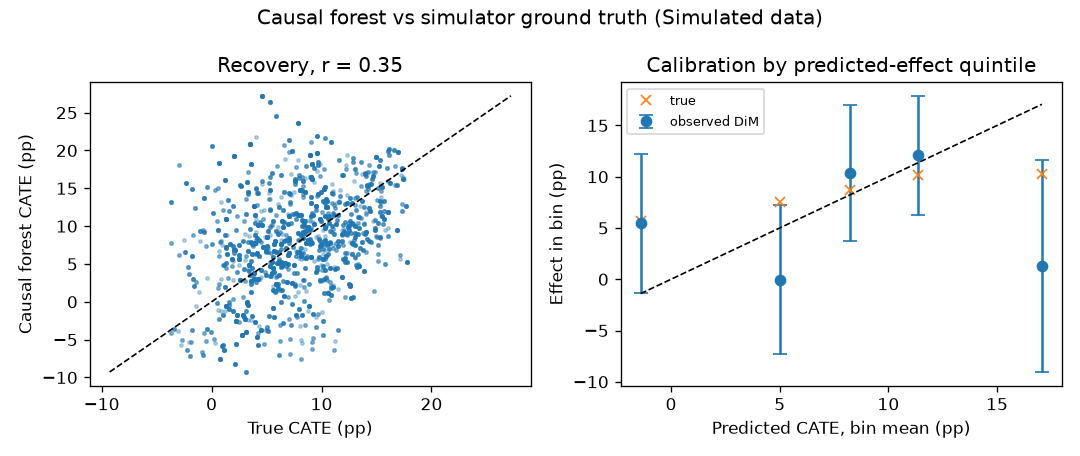 Causal forest vs simulator ground truth (Simulated data)
Recovery, r = 0.35
Causal forest CATE (pp)
25
20
15
10
5
0
−5
−10
−10
0
10
20
True CATE (pp)
Calibration by predicted-effect quintile
true
observed DiM
Effect in bin (pp)
15
10
5
0
−5
−10
0
5
10
15
Predicted CATE, bin mean (pp)